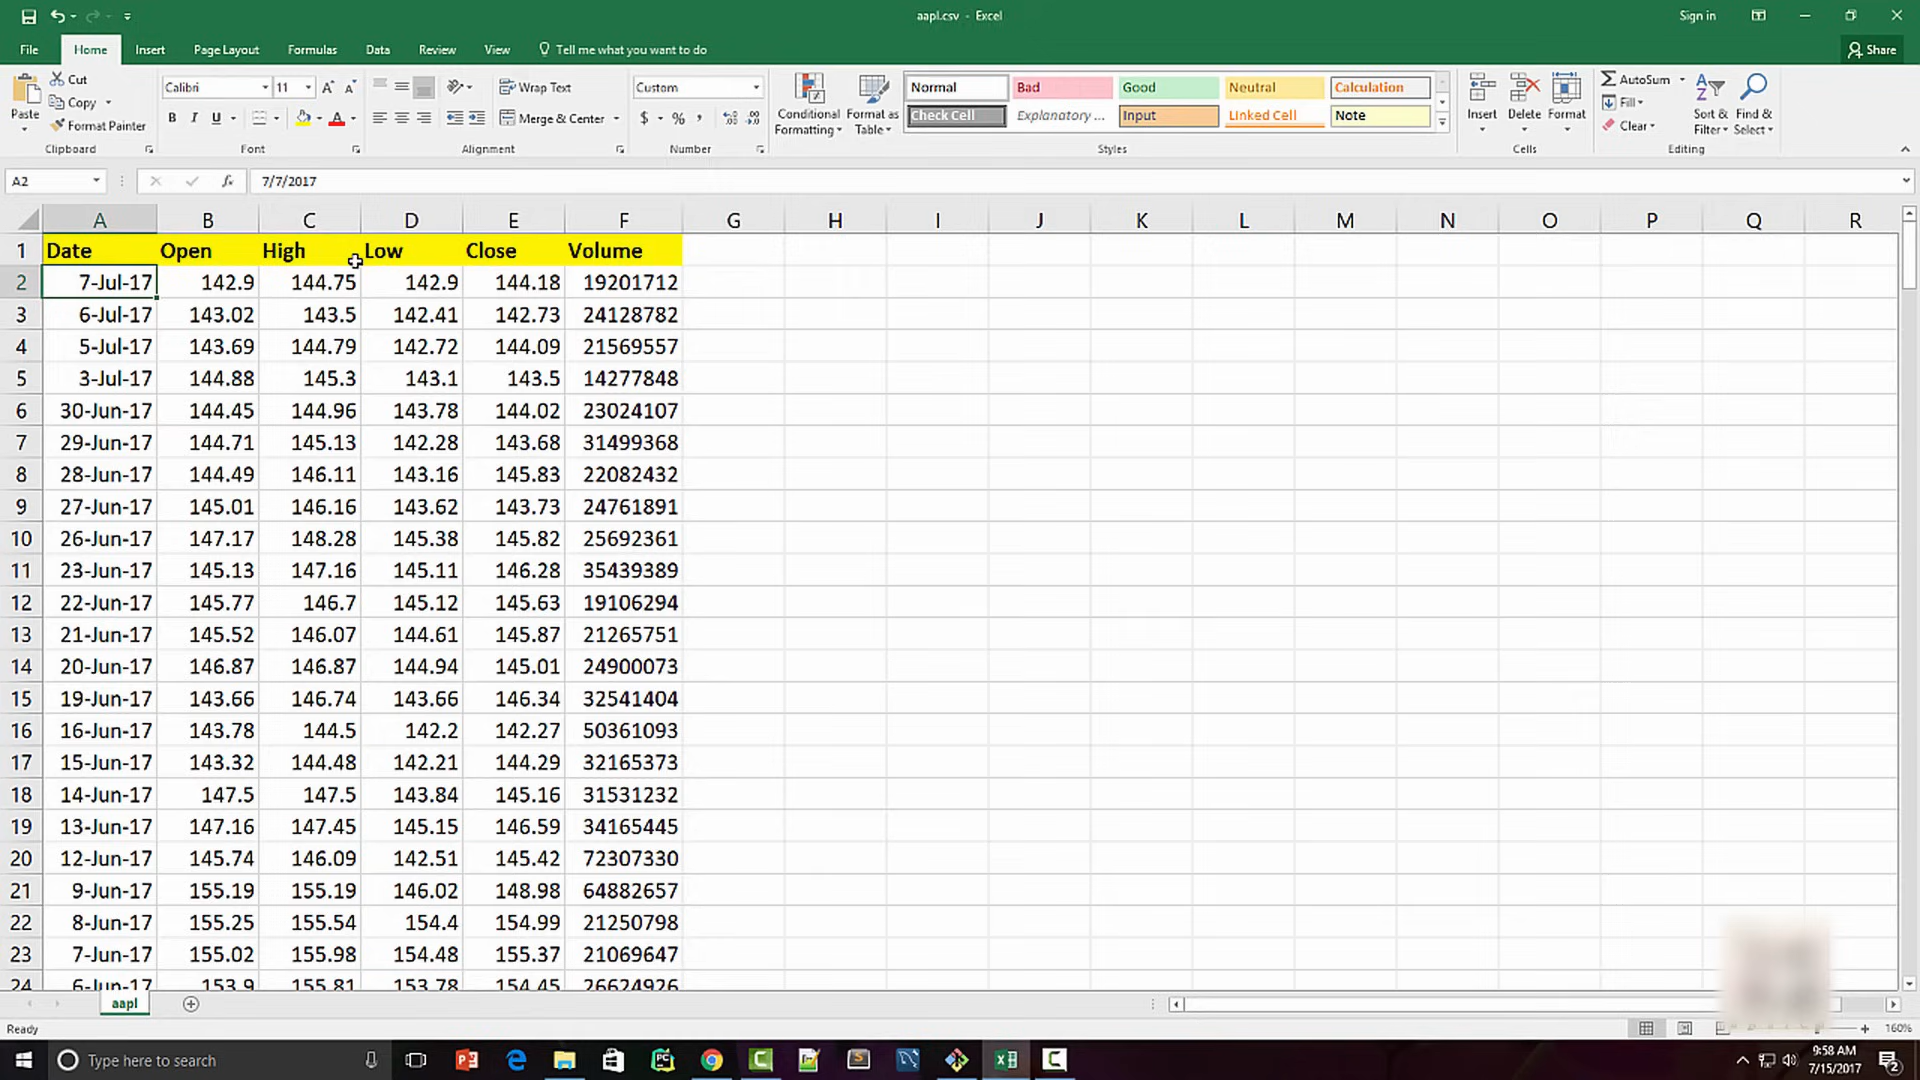 aapl.csv - Excel
Sign in
File Home Insert Page Layout Formulas Data Review View Tell me what you want to do Share
Paste Cut Copy Format Painter Clipboard
Calibri 11 A A B I U A Font
Wrap Text Merge & Center Alignment
Custom $ % , Number
Conditional Formatting Format as Table
Normal Bad Good Neutral Calculation
Check Cell Explanatory ... Input Linked Cell Note
Styles
Insert Delete Format Cells
AutoSum Fill Clear Sort & Filter Find & Select Editing
A2 fx 7/7/2017
A B C D E F G H I J K L M N O P Q R
1 Date Open High Low Close Volume
2 7-Jul-17 142.9 144.75 142.9 144.18 19201712
3 6-Jul-17 143.02 143.5 142.41 142.73 24128782
4 5-Jul-17 143.69 144.79 142.72 144.09 21569557
5 3-Jul-17 144.88 145.3 143.1 143.5 14277848
6 30-Jun-17 144.45 144.96 143.78 144.02 23024107
7 29-Jun-17 144.71 145.13 142.28 143.68 31499368
8 28-Jun-17 144.49 146.11 143.16 145.83 22082432
9 27-Jun-17 145.01 146.16 143.62 143.73 24761891
10 26-Jun-17 147.17 148.28 145.38 145.82 25692361
11 23-Jun-17 145.13 147.16 145.11 146.28 35439389
12 22-Jun-17 145.77 146.7 145.12 145.63 19106294
13 21-Jun-17 145.52 146.07 144.61 145.87 21265751
14 20-Jun-17 146.87 146.87 144.94 145.01 24900073
15 19-Jun-17 143.66 146.74 143.66 146.34 32541404
16 16-Jun-17 143.78 144.5 142.2 142.27 50361093
17 15-Jun-17 143.32 144.48 142.21 144.29 32165373
18 14-Jun-17 147.5 147.5 143.84 145.16 31531232
19 13-Jun-17 147.16 147.45 145.15 146.59 34165445
20 12-Jun-17 145.74 146.09 142.51 145.42 72307330
21 9-Jun-17 155.19 155.19 146.02 148.98 64882657
22 8-Jun-17 155.25 155.54 154.4 154.99 21250798
23 7-Jun-17 155.02 155.98 154.48 155.37 21069647
24 6-Jun-17 153.9 155.81 153.78 154.45 26624926
aapl
Ready 160%
Type here to search
9:58 AM
7/15/2017
2